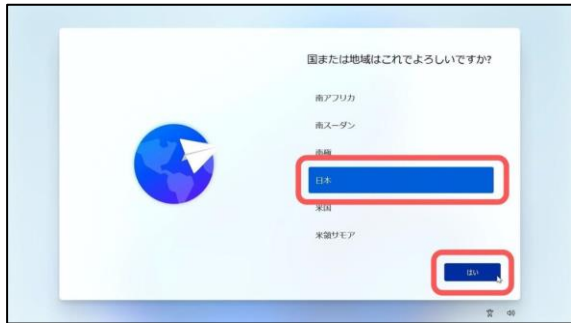 国または地域はこれでよろしいですか?
南アフリカ
南スーダン
南極
日本
米国
米領サモア
はい